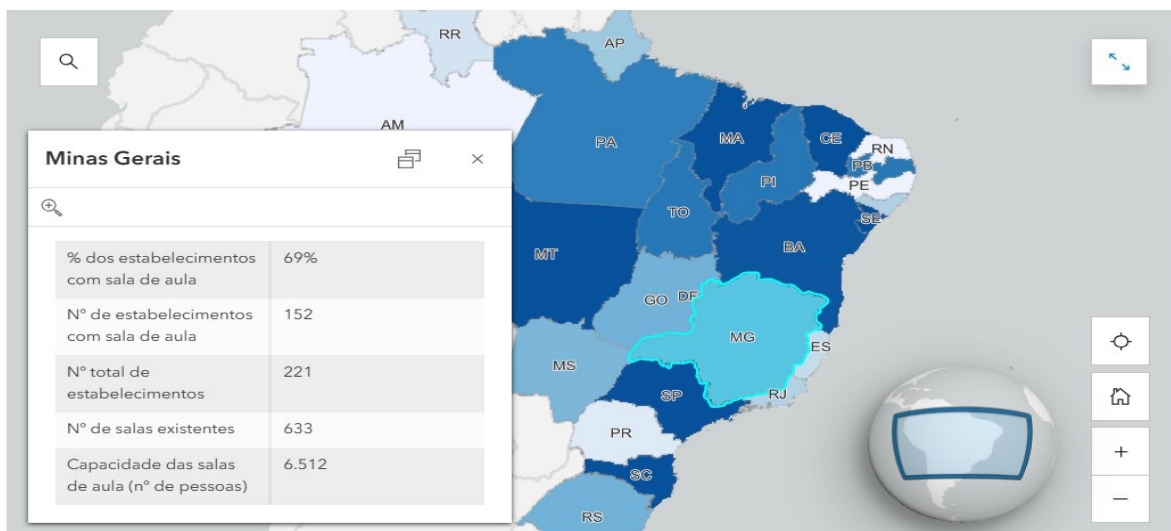 RR
AP
AM
PA
MA
CE
RN
PB
PE
PI
TO
SE
MT
BA
GO
DF
MG
ES
MS
SP
RJ
PR
SC
RS
Minas Gerais
% dos estabelecimentos
com sala de aula
69%
Nº de estabelecimentos
com sala de aula
152
Nº total de
estabelecimentos
221
Nº de salas existentes
633
Capacidade das salas
de aula (nº de pessoas)
6.512